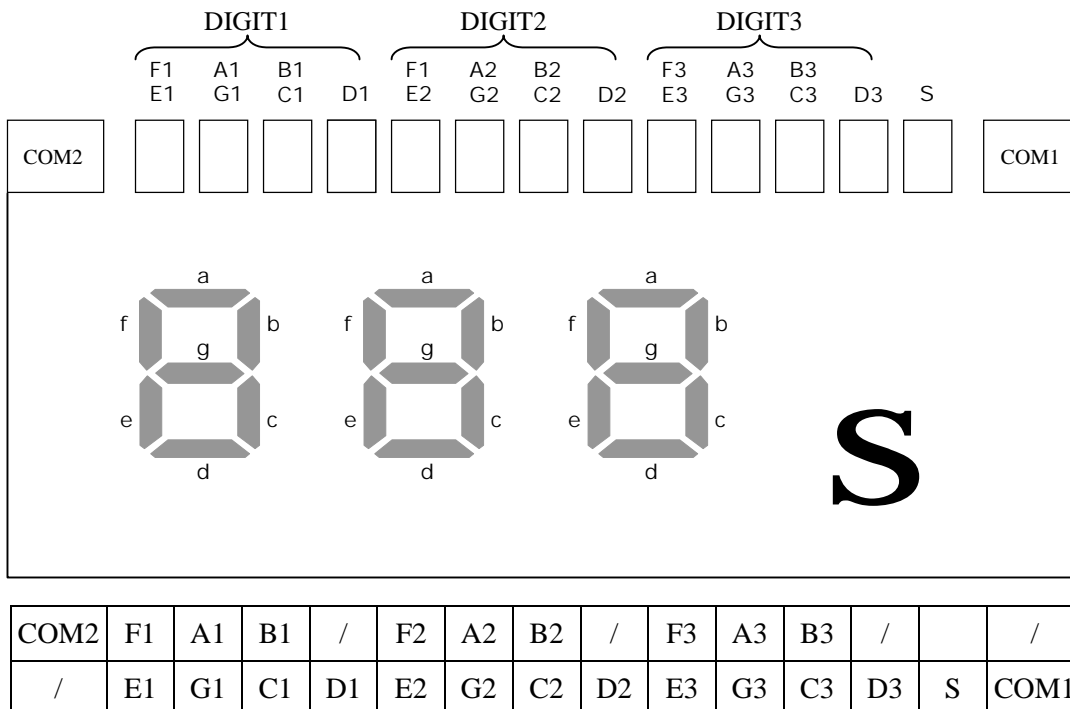 DIGIT1 DIGIT2 DIGIT3
F1 A1 B1 F1 A2 B2 F3 A3 B3
E1 G1 C1 D1 E2 G2 C2 D2 E3 G3 C3 D3 S
COM2 COM1
a a a
f b f b f b
g g g
e c e c e c
d d d
S
COM2 F1 A1 B1 / F2 A2 B2 / F3 A3 B3 / /
/ E1 G1 C1 D1 E2 G2 C2 D2 E3 G3 C3 D3 S COM1